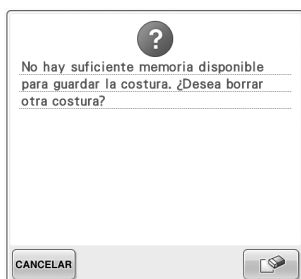 ?
No hay suficiente memoria disponible
para guardar la costura. ¿Desea borrar
otra costura?
CANCELAR